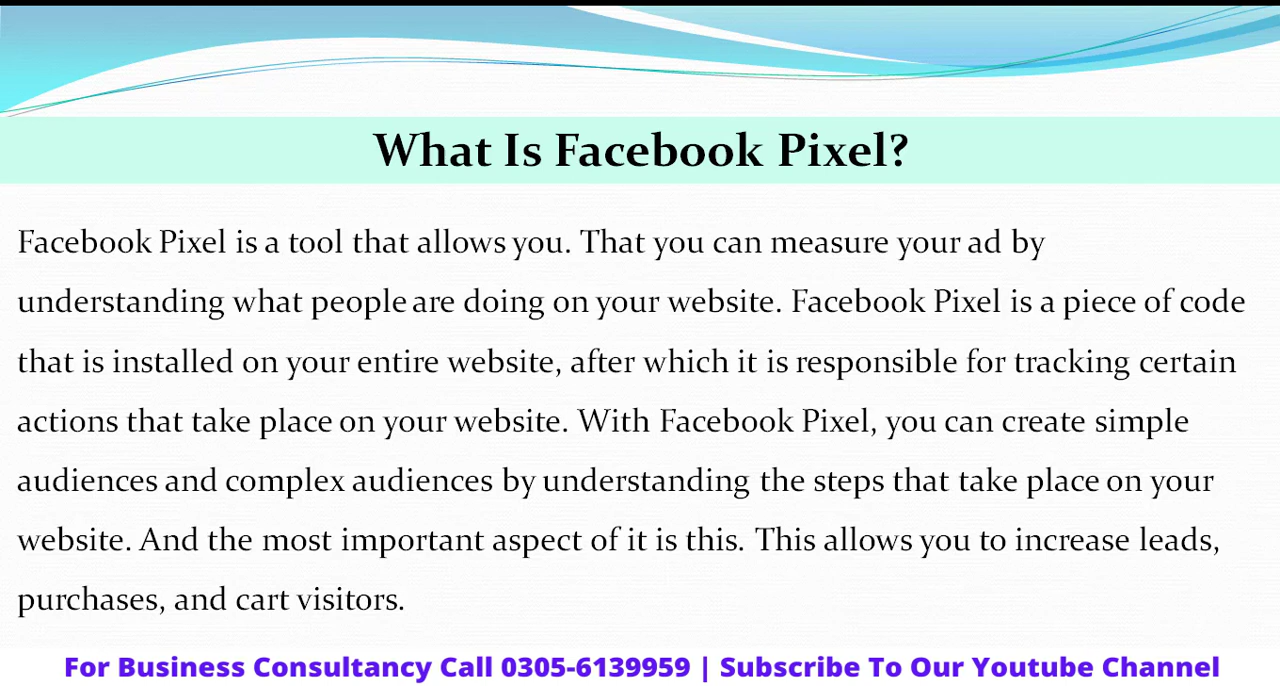 What Is Facebook Pixel?
Facebook Pixel is a tool that allows you. That you can measure your ad by
understanding what people are doing on your website. Facebook Pixel is a piece of code
that is installed on your entire website, after which it is responsible for tracking certain
actions that take place on your website. With Facebook Pixel, you can create simple
audiences and complex audiences by understanding the steps that take place on your
website. And the most important aspect of it is this. This allows you to increase leads,
purchases, and cart visitors.
For Business Consultancy Call 0305-6139959 | Subscribe To Our Youtube Channel